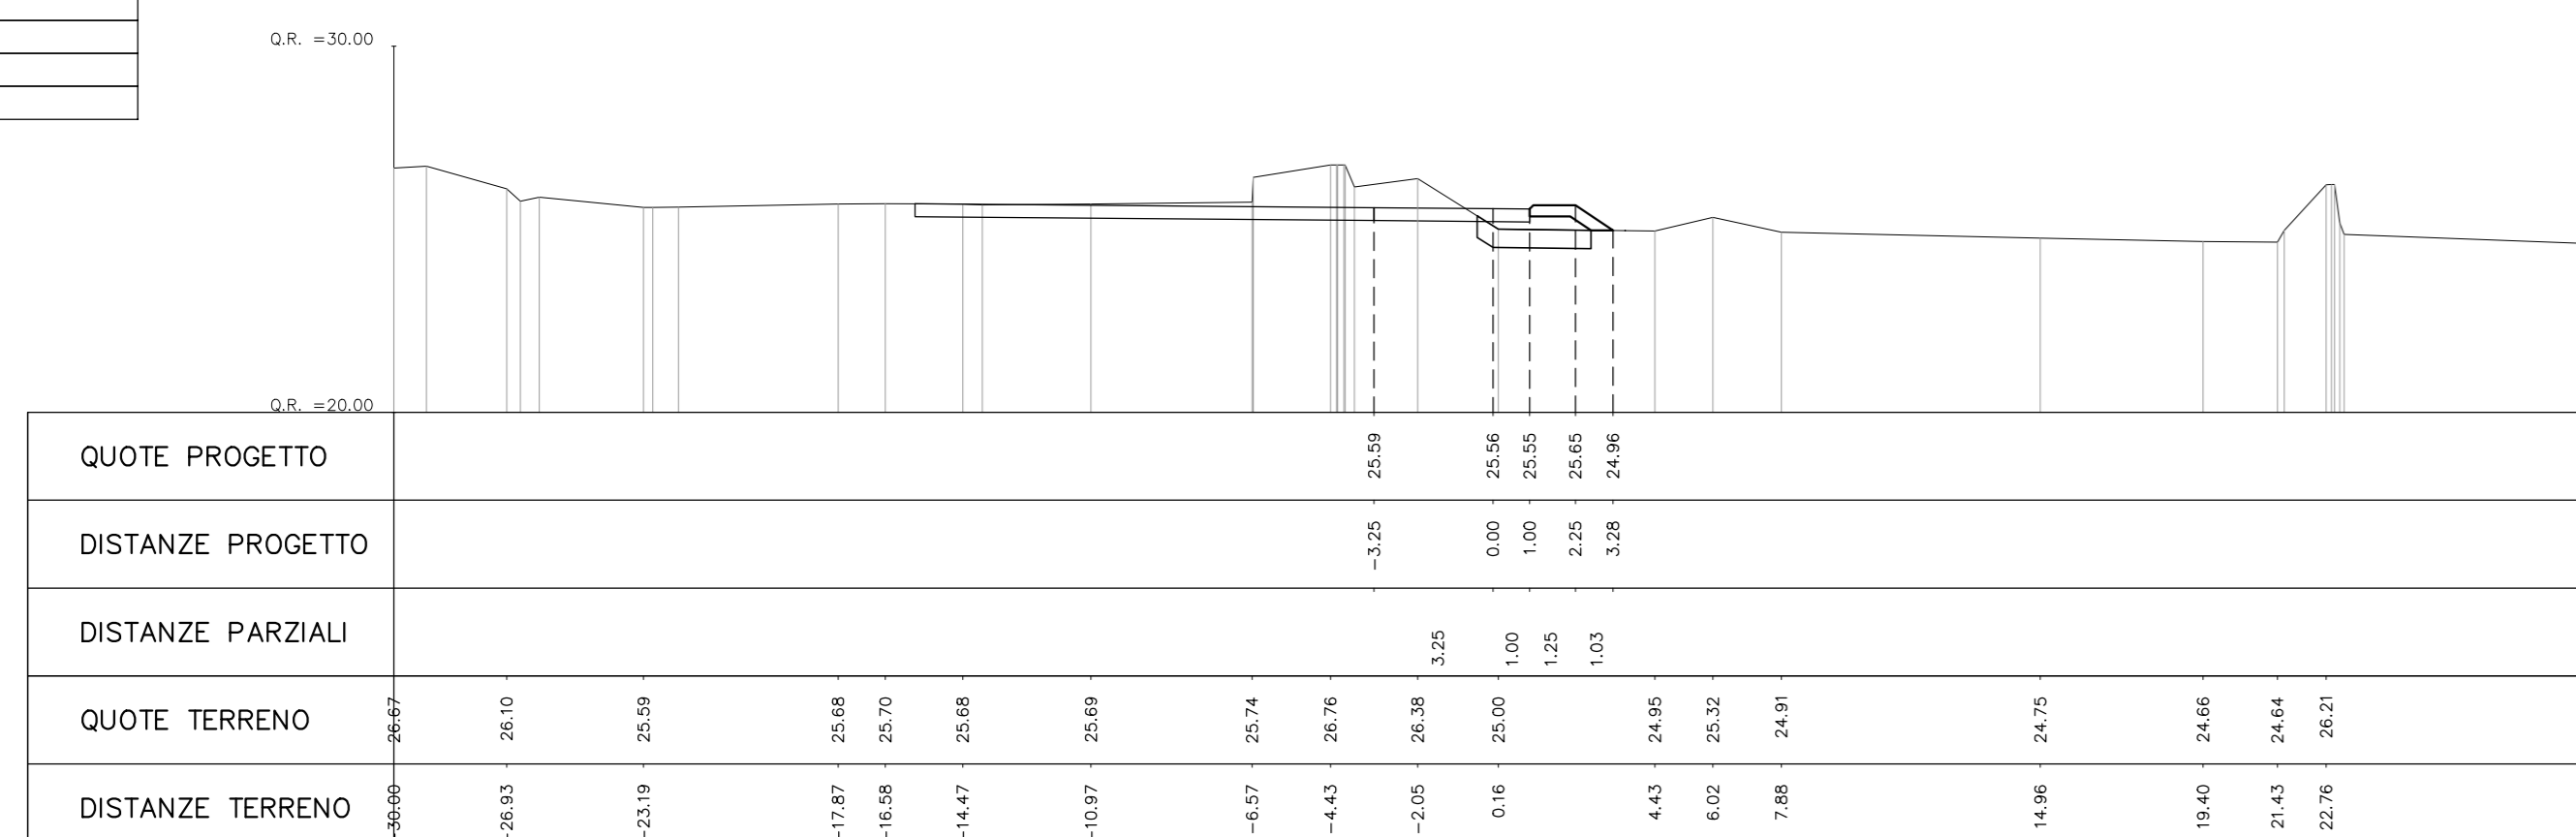 Q.R. =30.00
Q.R. =20.00
QUOTE PROGETTO 25.59 25.56 25.55 25.65 24.96
DISTANZE PROGETTO -3.25 0.00 1.00 2.25 3.28
DISTANZE PARZIALI 3.25 1.00 1.25 1.03
QUOTE TERRENO 26.67 26.10 25.59 25.68 25.70 25.68 25.69 25.74 26.76 26.38 25.00 24.95 25.32 24.91 24.75 24.66 24.64 26.21
DISTANZE TERRENO -30.00 -26.93 -23.19 -17.87 -16.58 -14.47 -10.97 -6.57 -4.43 -2.05 0.16 4.43 6.02 7.88 14.96 19.40 21.43 22.76